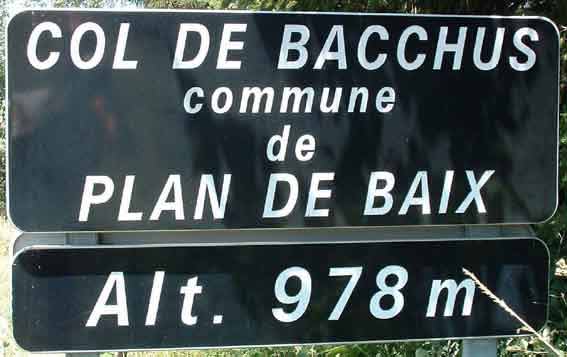 COL DE BACCHUS
commune
de
PLAN DE BAIX
Alt. 978 m